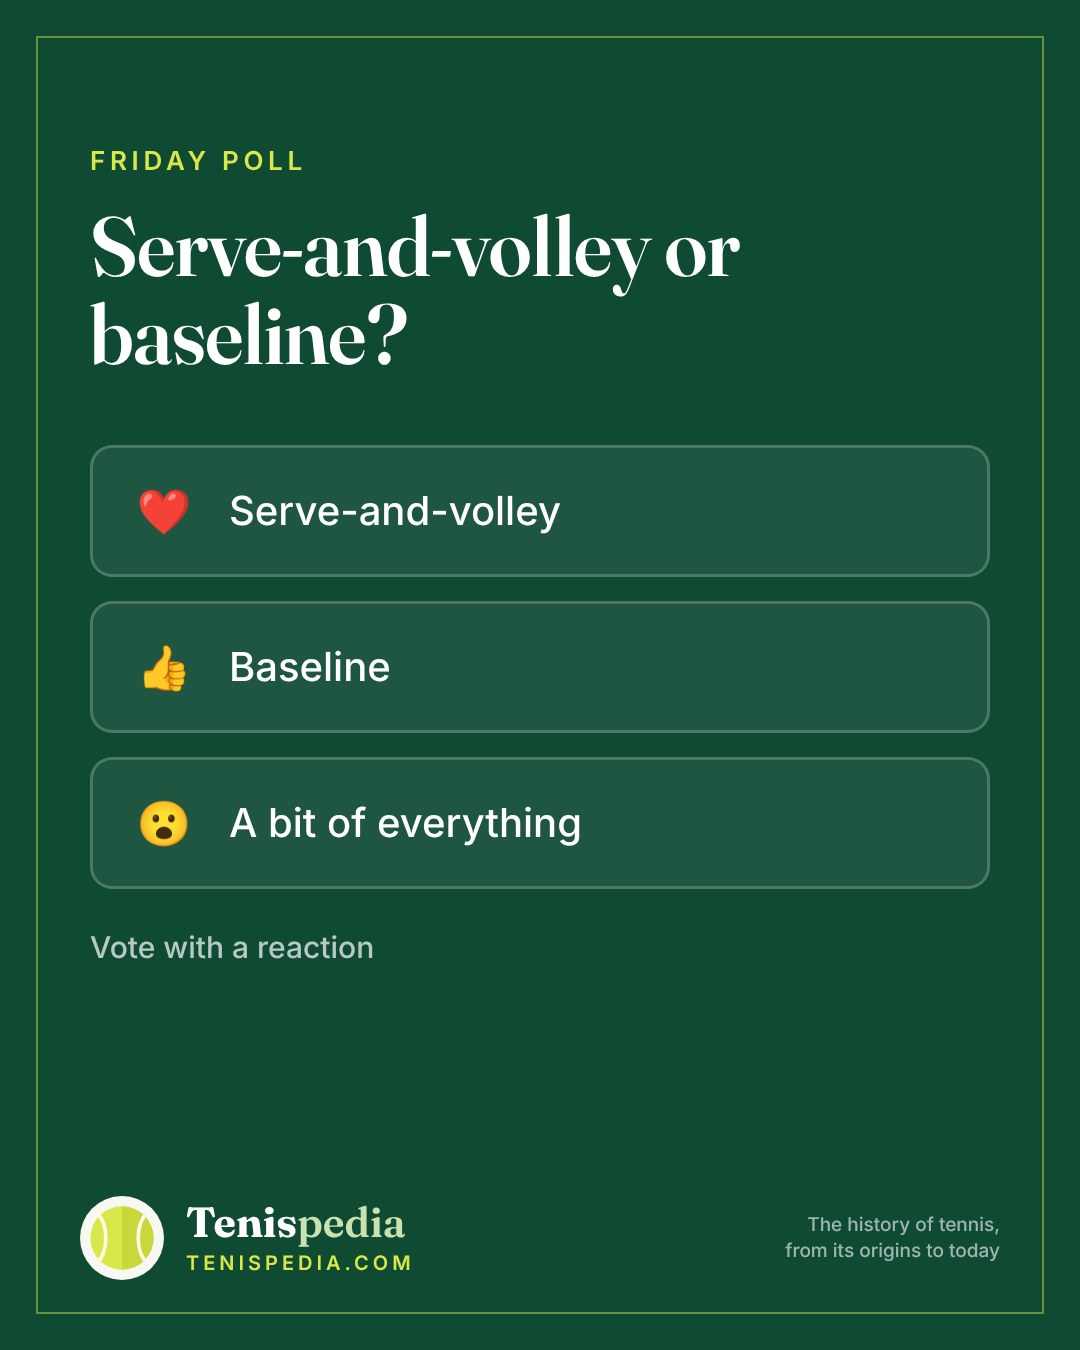 FRIDAY POLL
Serve-and-volley or
baseline?
❤️ Serve-and-volley
👍 Baseline
😮 A bit of everything
Vote with a reaction
Tenispedia
TENISPEDIA.COM
The history of tennis,
from its origins to today